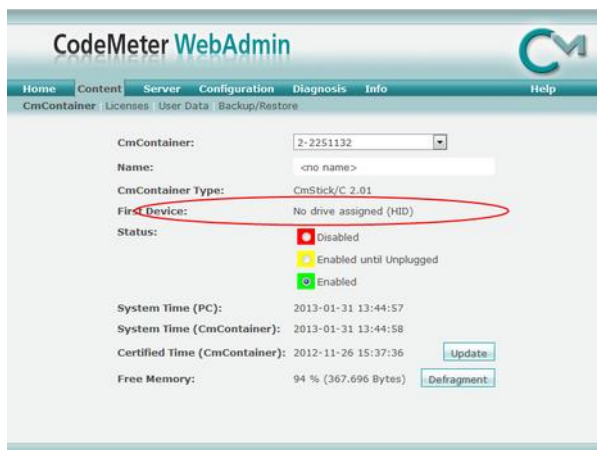 CodeMeter WebAdmin
CM
Home Content Server Configuration Diagnosis Info Help
CmContainer Licenses User Data Backup/Restore
CmContainer: 2-2251132
Name: <no name>
CmContainer Type: CmStick/C 2.01
First Device: No drive assigned (HID)
Status: Disabled
Enabled until Unplugged
Enabled
System Time (PC): 2013-01-31 13:44:57
System Time (CmContainer): 2013-01-31 13:44:58
Certified Time (CmContainer): 2012-11-26 15:37:36 Update
Free Memory: 94 % (367.696 Bytes) Defragment